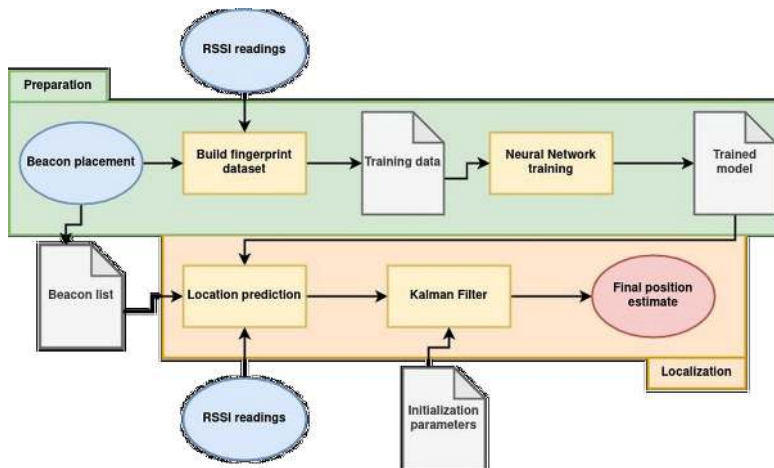 RSSI readings
Preparation
Beacon placement
Build fingerprint
dataset
Training data
Neural Network
training
Trained
model
Beacon list
Location prediction
Kalman Filter
Final position
estimate
Localization
RSSI readings
Initialization
parameters